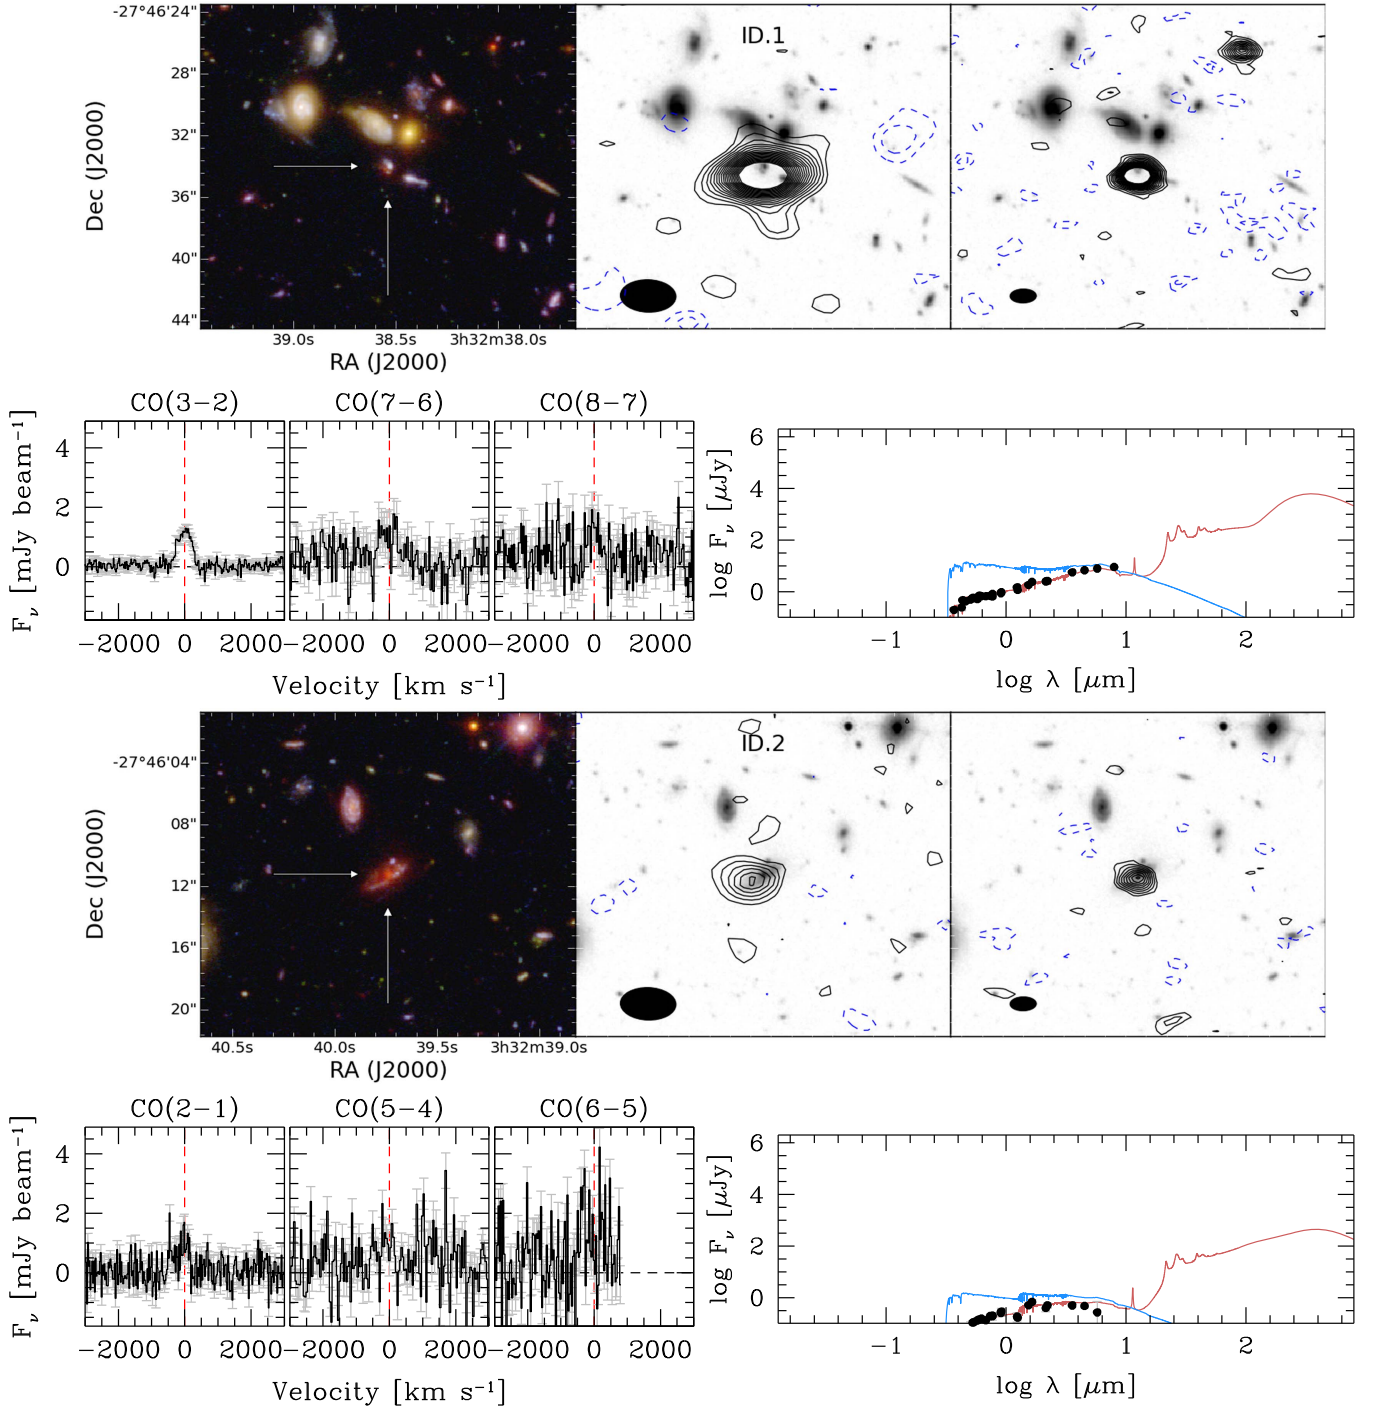 -27°46'24"
28"
32"
36"
40"
44"
Dec (J2000)
39.0s 38.5s 3h32m38.0s
RA (J2000)
ID.1
CO(3−2) CO(7−6) CO(8−7)
4
2
0
Fν [mJy beam⁻¹]
−2000 0 2000 −2000 0 2000 −2000 0 2000
Velocity [km s⁻¹]
6
4
2
0
log Fν [μJy]
−1 0 1 2
log λ [μm]
-27°46'04"
08"
12"
16"
20"
Dec (J2000)
40.5s 40.0s 39.5s 3h32m39.0s
RA (J2000)
ID.2
CO(2−1) CO(5−4) CO(6−5)
4
2
0
Fν [mJy beam⁻¹]
−2000 0 2000 −2000 0 2000 −2000 0 2000
Velocity [km s⁻¹]
6
4
2
0
log Fν [μJy]
−1 0 1 2
log λ [μm]